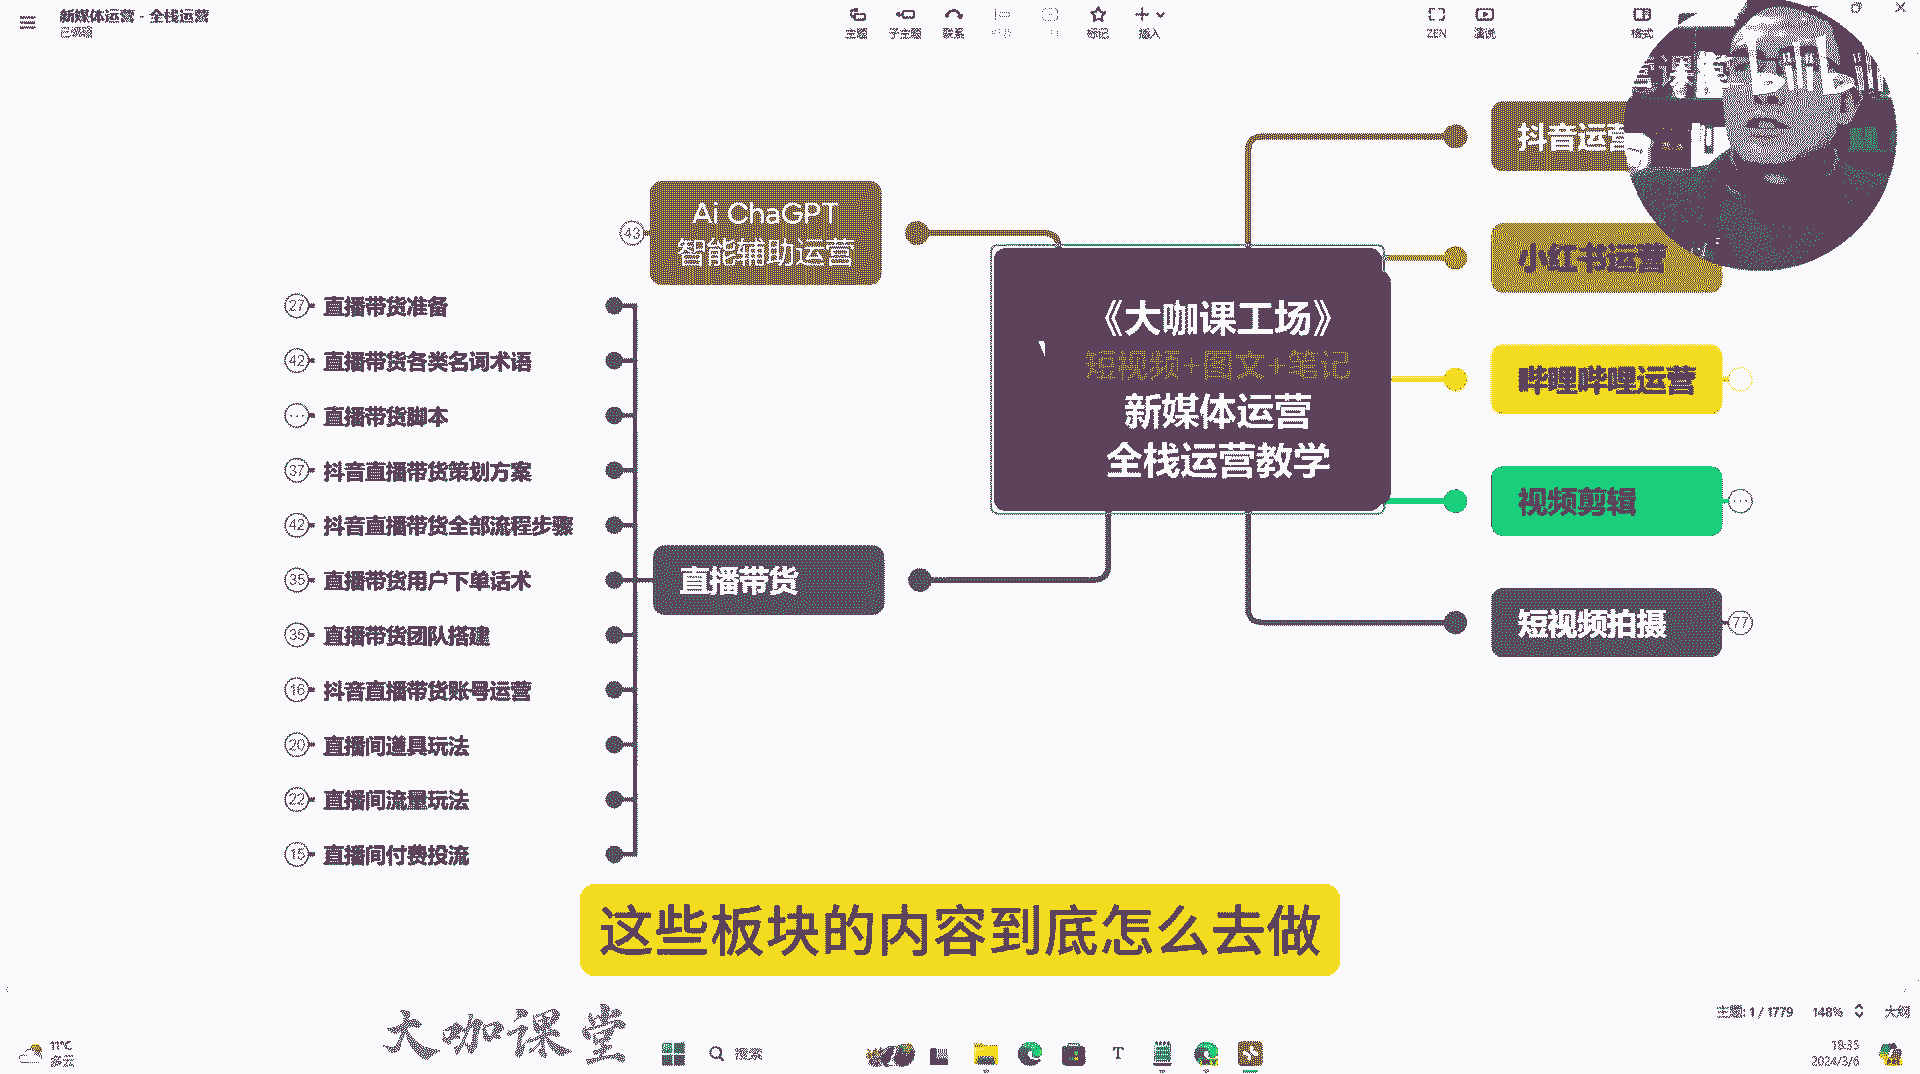 新媒体运营 - 全栈运营
已编辑
主题
子主题
联系
标记
插入
ZEN
演说
格式
Ai ChaGPT
智能辅助运营
43
27
直播带货准备
42
直播带货各类名词术语
直播带货脚本
37
抖音直播带货策划方案
42
抖音直播带货全部流程步骤
35
直播带货用户下单话术
35
直播带货团队搭建
16
抖音直播带货账号运营
20
直播间道具玩法
22
直播间流量玩法
15
直播间付费投流
直播带货
《大咖课工场》
短视频+图文+笔记
新媒体运营
全栈运营教学
抖音运营
小红书运营
哔哩哔哩运营
视频剪辑
短视频拍摄
77
这些板块的内容到底怎么去做
大咖课堂
主题: 1 / 1779
148%
大纲
11°C
多云
搜索
18:35
2024/3/6